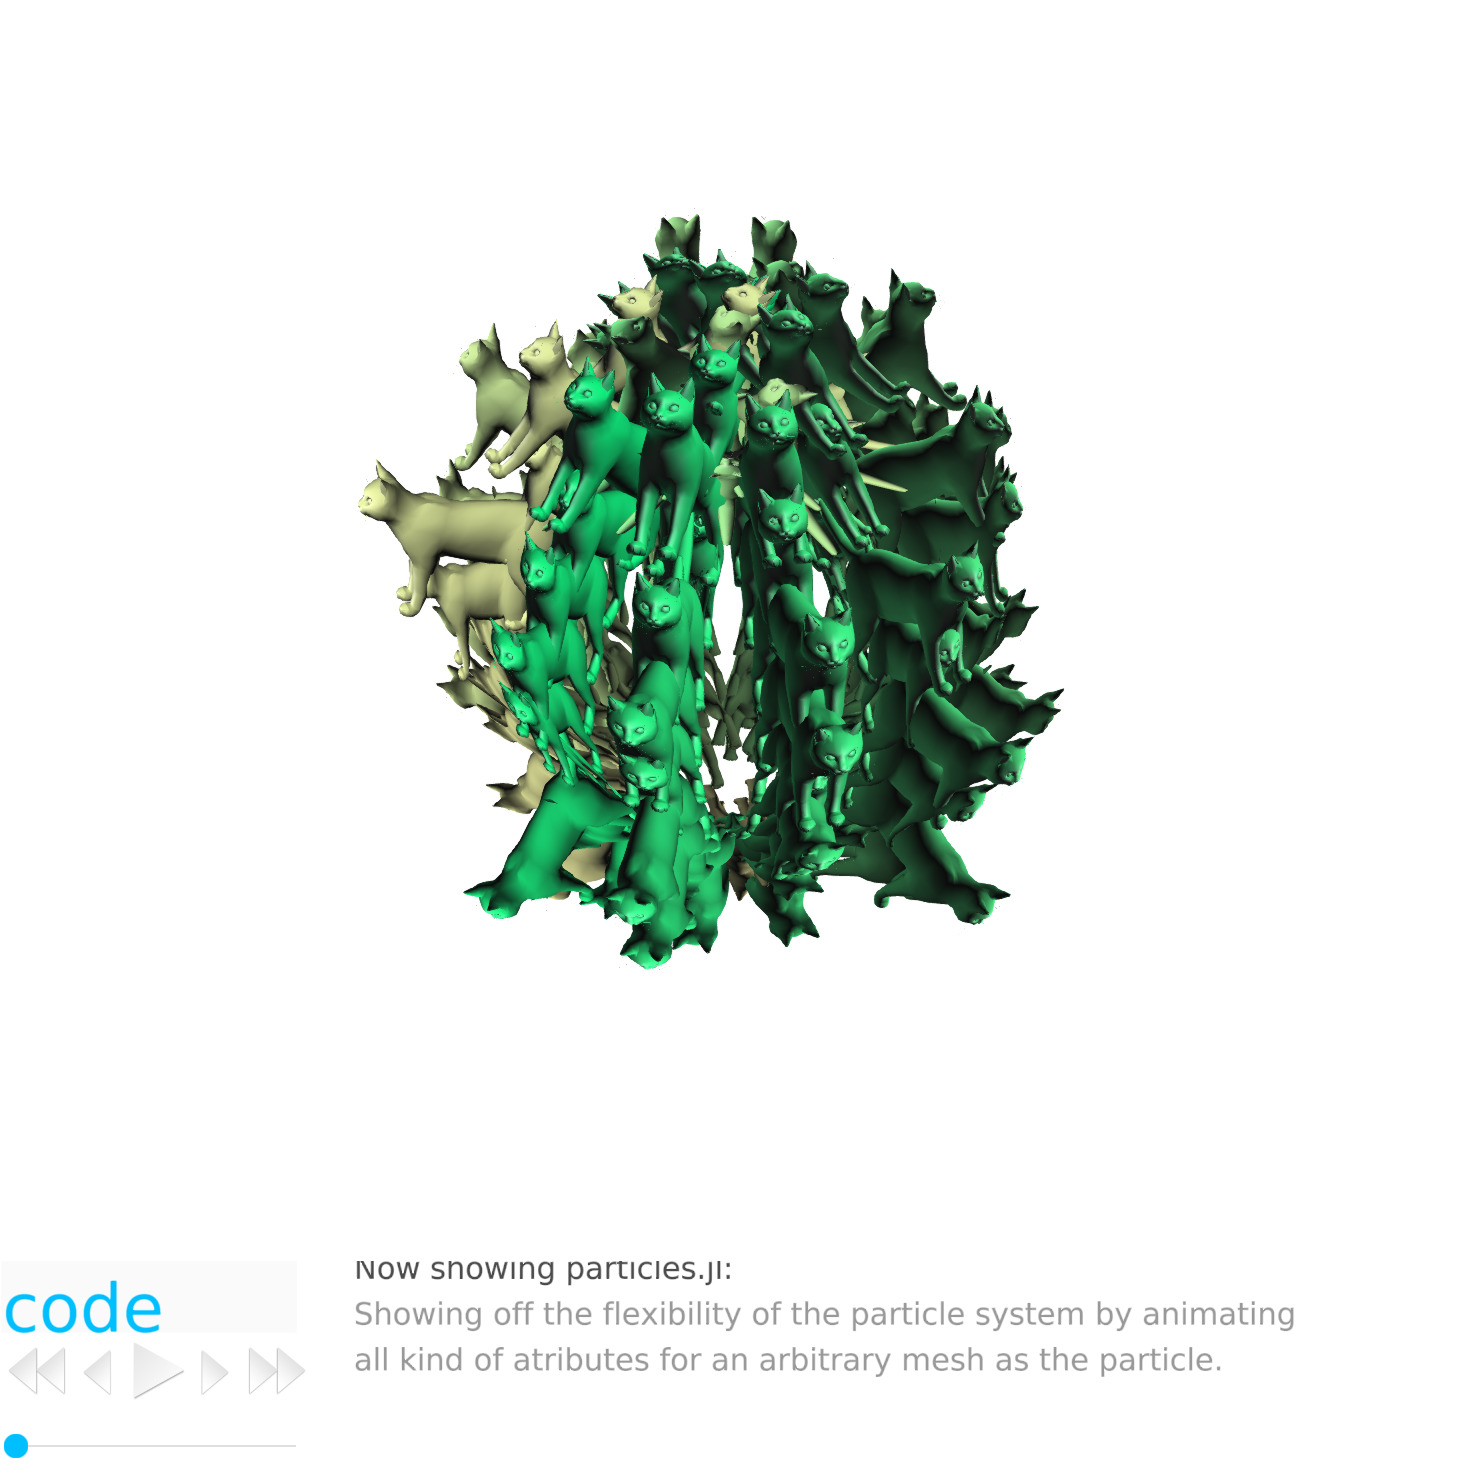 Now showing particles.jl:
code
Showing off the flexibility of the particle system by animating
all kind of atributes for an arbitrary mesh as the particle.